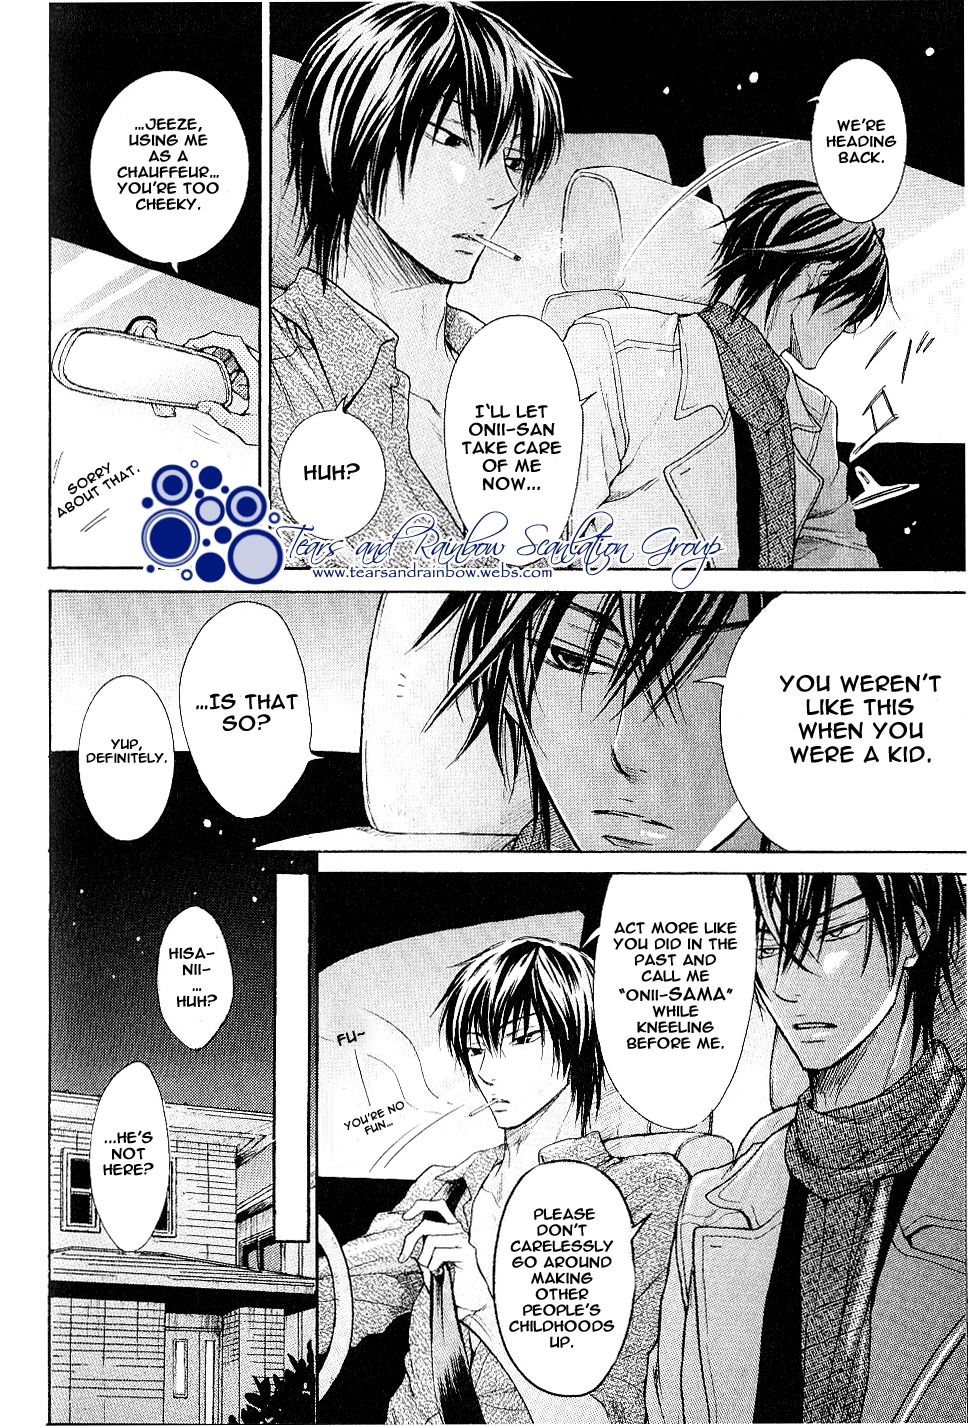 WE'RE
HEADING
BACK.
I'LL LET
ONII-SAN
TAKE CARE
OF ME
NOW...
HUH?
...JEEZE,
USING ME
AS A
CHAUFFEUR...
YOU'RE TOO
CHEEKY.
SORRY
ABOUT THAT.
Tears and Rainbow Scanlation Group
www.tearsandrainbow.webs.com
YOU WEREN'T
LIKE THIS
WHEN YOU
WERE A KID.
...IS THAT
SO?
YUP,
DEFINITELY.
ACT MORE LIKE
YOU DID IN THE
PAST AND
CALL ME
"ONII-SAMA"
WHILE
KNEELING
BEFORE ME.
FU~
YOU'RE NO
FUN...
PLEASE
DON'T
CARELESSLY
GO AROUND
MAKING
OTHER
PEOPLE'S
CHILDHOODS
UP.
HISA-
NII-
...
HUH?
...HE'S
NOT
HERE?